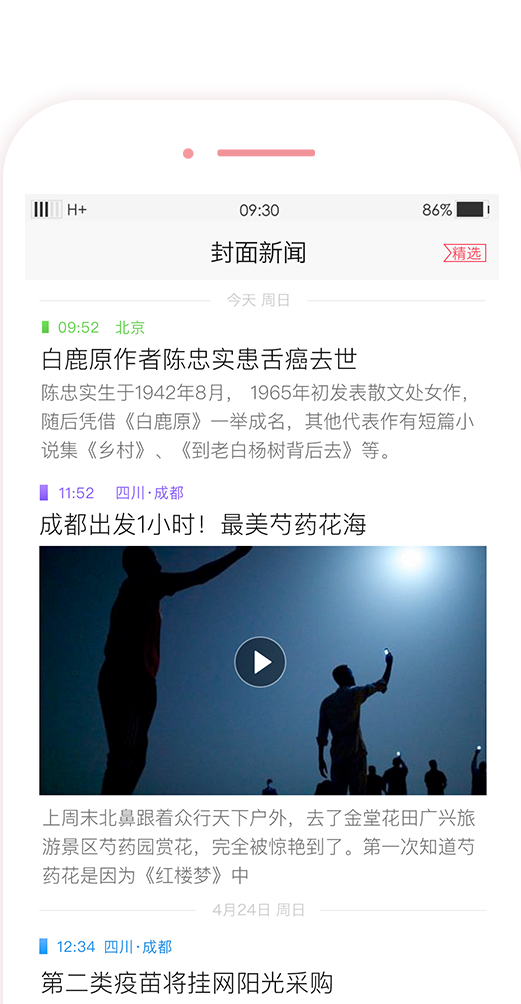 H+ 09:30 86%
封面新闻 精选
今天 周日
09:52 北京
白鹿原作者陈忠实患舌癌去世
陈忠实生于1942年8月， 1965年初发表散文处女作，
随后凭借《白鹿原》一举成名，其他代表作有短篇小
说集《乡村》、《到老白杨树背后去》等。
11:52 四川·成都
成都出发1小时！最美芍药花海
上周末北鼻跟着众行天下户外，去了金堂花田广兴旅
游景区芍药园赏花，完全被惊艳到了。第一次知道芍
药花是因为《红楼梦》中
4月24日 周日
12:34 四川·成都
第二类疫苗将挂网阳光采购